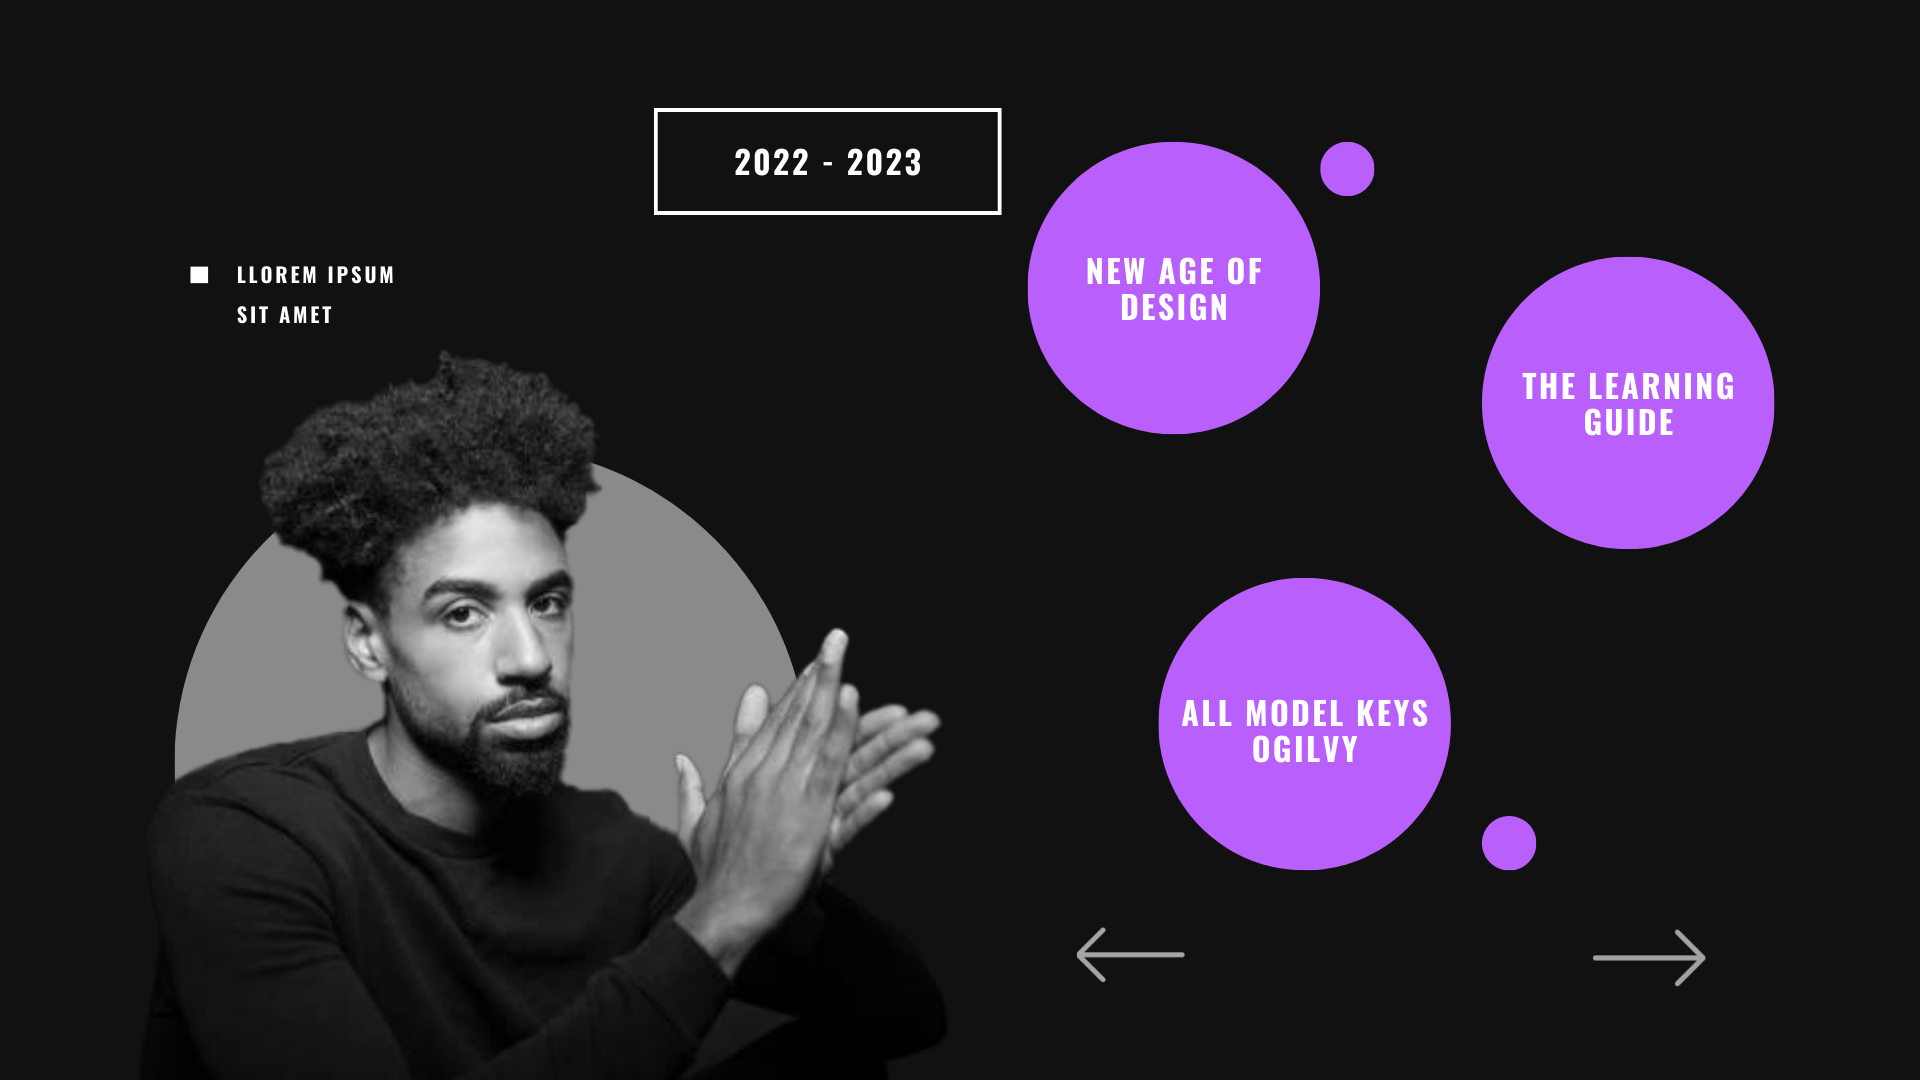 2022 - 2023
LLOREM IPSUM
SIT AMET
NEW AGE OF
DESIGN
THE LEARNING
GUIDE
ALL MODEL KEYS
OGILVY